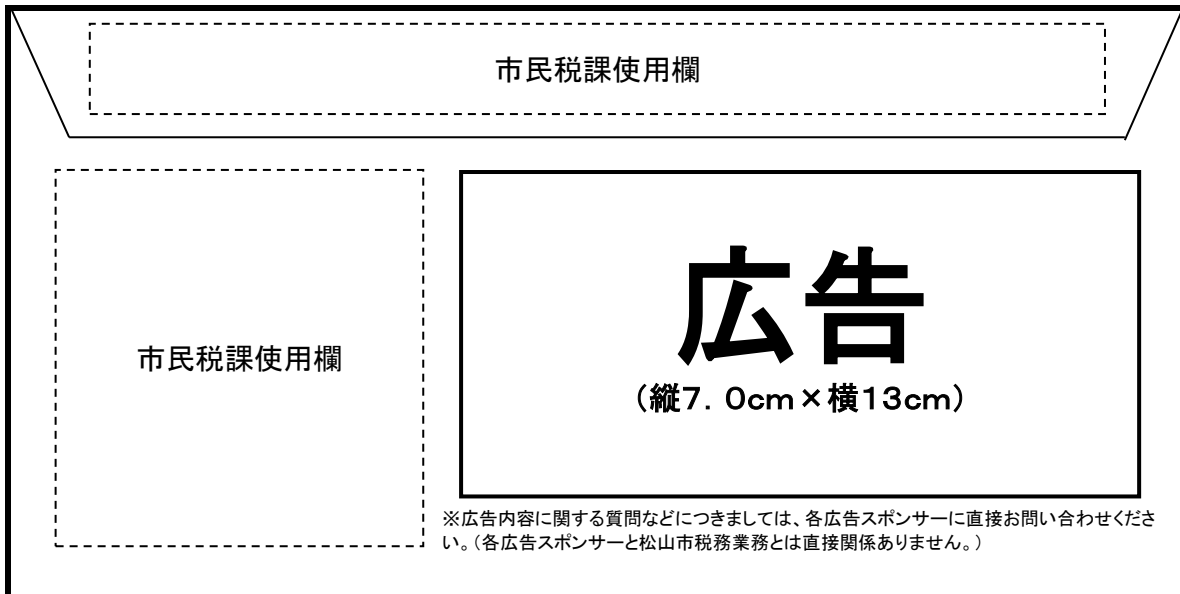 市民税課使用欄
市民税課使用欄
広告
(縦7．0cm×横13cm)
※広告内容に関する質問などにつきましては、各広告スポンサーに直接お問い合わせくださ
い。(各広告スポンサーと松山市税務業務とは直接関係ありません。)